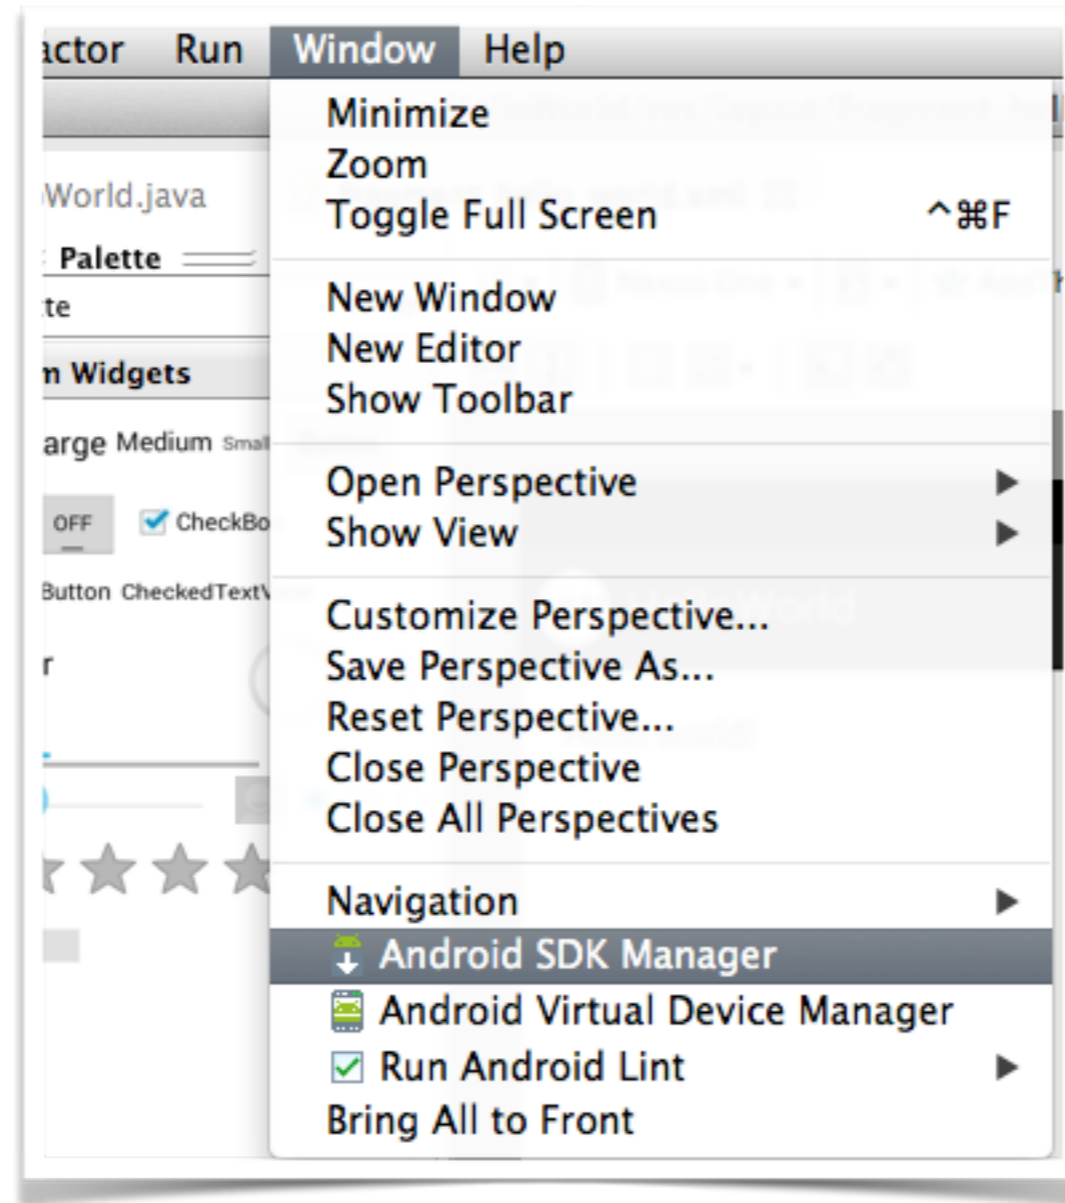 actor Run Window Help
Minimize
Zoom
World.java
Toggle Full Screen ^⌘F
Palette
te
New Window
New Editor
m Widgets
Show Toolbar
arge Medium Small
Open Perspective
OFF CheckBo
Show View
Button CheckedTextV
Customize Perspective...
r
Save Perspective As...
Reset Perspective...
Close Perspective
Close All Perspectives
Navigation
Android SDK Manager
Android Virtual Device Manager
Run Android Lint
Bring All to Front